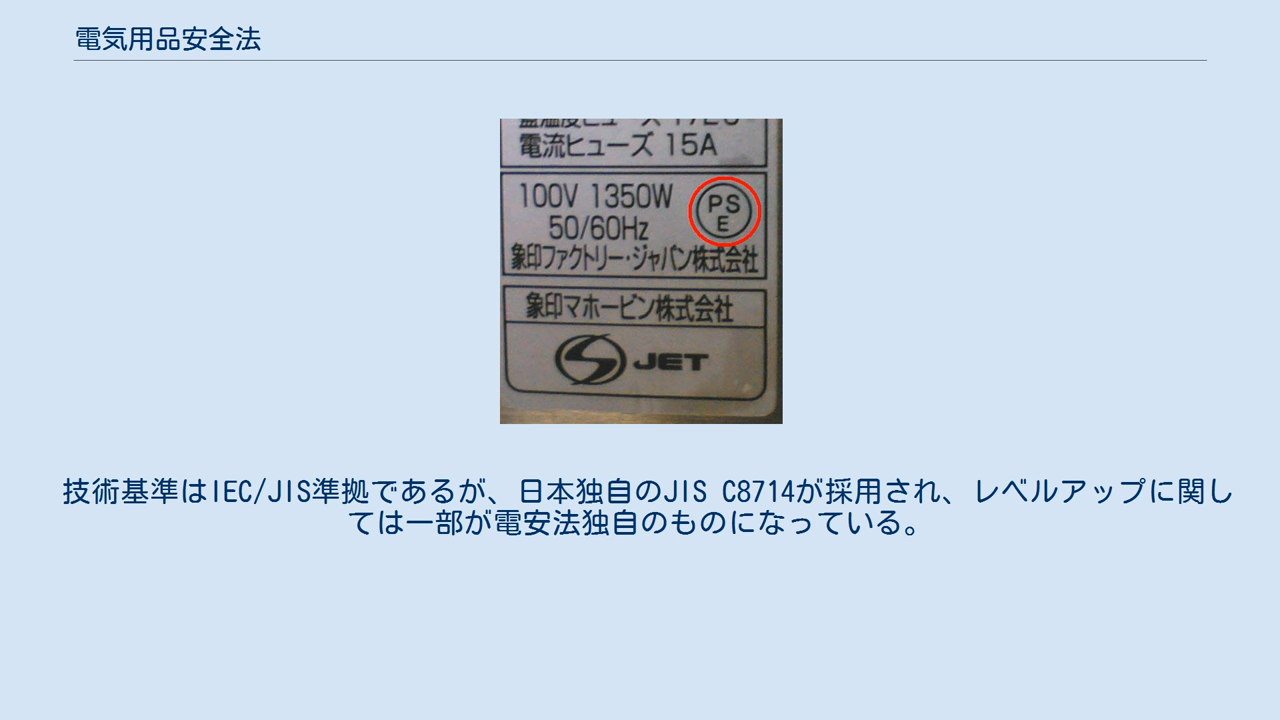 電気用品安全法
電流ヒューズ 15A
100V 1350W
50/60Hz
PS
E
象印ファクトリー・ジャパン株式会社
象印マホービン株式会社
JET
技術基準はIEC/JIS準拠であるが、日本独自のJIS C8714が採用され、レベルアップに関し
ては一部が電安法独自のものになっている。